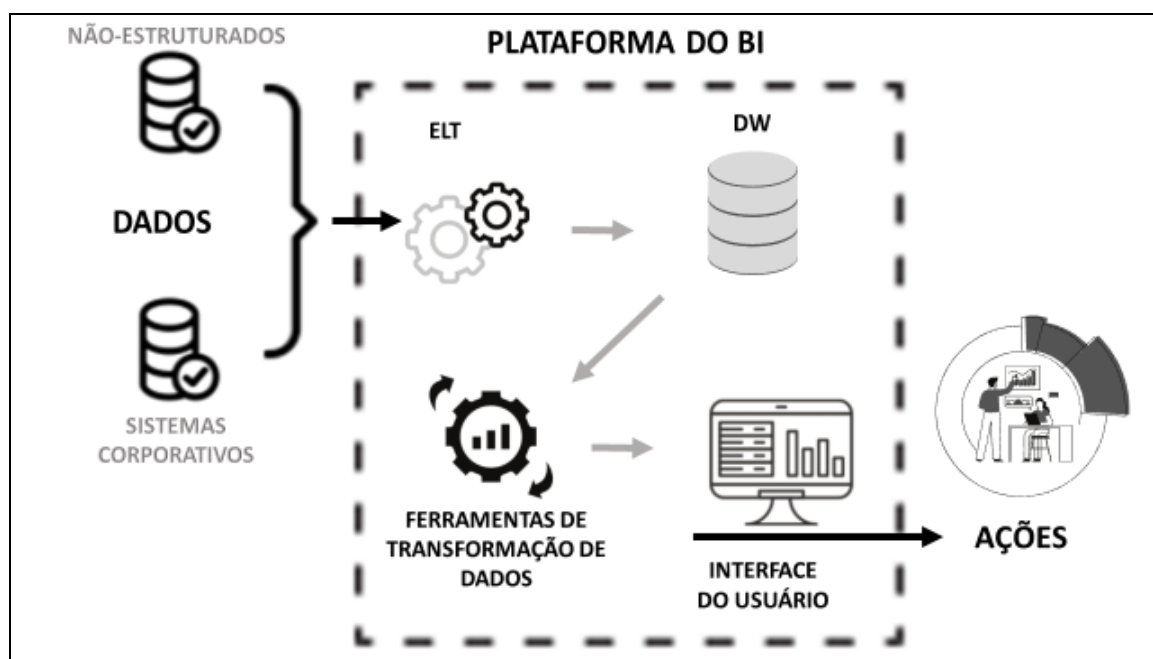 NÃO-ESTRUTURADOS
PLATAFORMA DO BI
ELT
DW
DADOS
SISTEMAS
CORPORATIVOS
FERRAMENTAS DE
TRANSFORMAÇÃO DE
DADOS
INTERFACE
DO USUÁRIO
AÇÕES